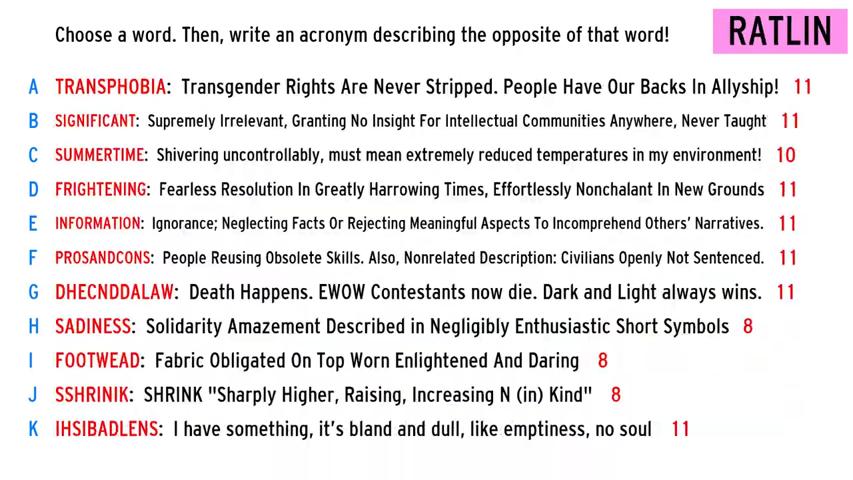 Choose a word. Then, write an acronym describing the opposite of that word!
RATLIN
A TRANSPHOBIA: Transgender Rights Are Never Stripped. People Have Our Backs In Allyship! 11
B SIGNIFICANT: Supremely Irrelevant, Granting No Insight For Intellectual Communities Anywhere, Never Taught 11
C SUMMERTIME: Shivering uncontrollably, must mean extremely reduced temperatures in my environment! 10
D FRIGHTENING: Fearless Resolution In Greatly Harrowing Times, Effortlessly Nonchalant In New Grounds 11
E INFORMATION: Ignorance; Neglecting Facts Or Rejecting Meaningful Aspects To Incomprehend Others' Narratives. 11
F PROSANDCONS: People Reusing Obsolete Skills. Also, Nonrelated Description: Civilians Openly Not Sentenced. 11
G DHECNDDALAW: Death Happens. EWOW Contestants now die. Dark and Light always wins. 11
H SADINESS: Solidarity Amazement Described in Negligibly Enthusiastic Short Symbols 8
I FOOTWEAD: Fabric Obligated On Top Worn Enlightened And Daring 8
J SSHRINIK: SHRINK "Sharply Higher, Raising, Increasing N (in) Kind" 8
K IHSIBADLENS: I have something, it's bland and dull, like emptiness, no soul 11